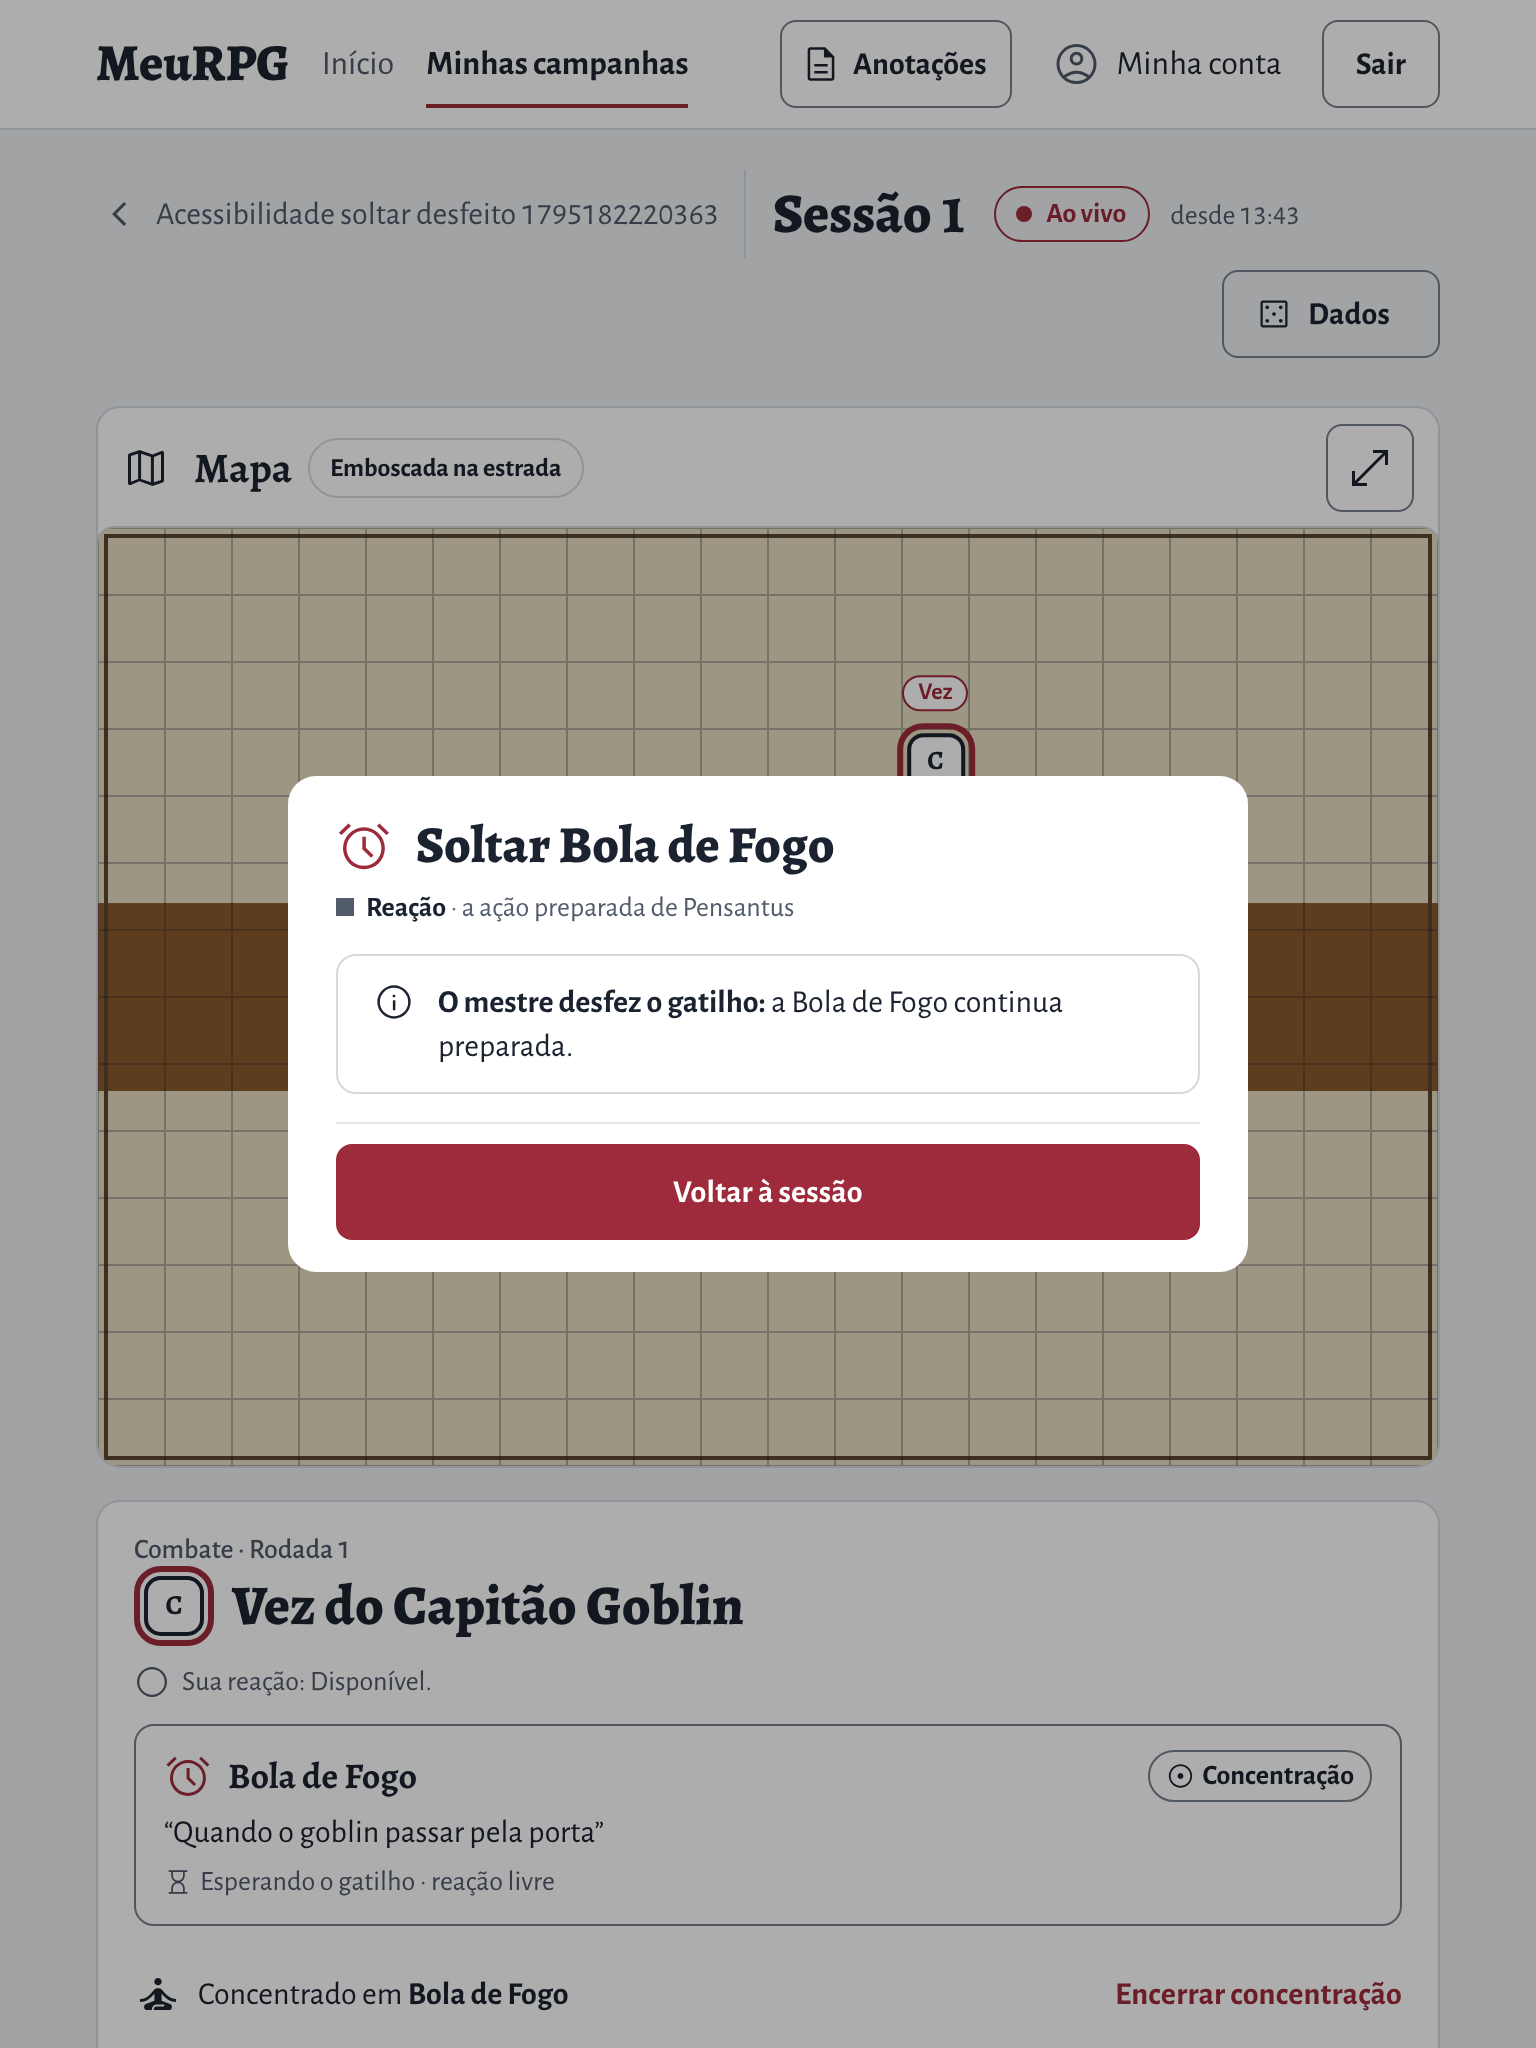 MeuRPG Início Minhas campanhas Anotações Minha conta Sair
Acessibilidade soltar desfeito 1795182220363 Sessão 1 Ao vivo desde 13:43
Dados
Mapa Emboscada na estrada
Vez
C
Soltar Bola de Fogo
Reação · a ação preparada de Pensantus
O mestre desfez o gatilho: a Bola de Fogo continua
preparada.
Voltar à sessão
Combate · Rodada 1
C Vez do Capitão Goblin
Sua reação: Disponível.
Bola de Fogo Concentração
“Quando o goblin passar pela porta”
Esperando o gatilho · reação livre
Concentrado em Bola de Fogo Encerrar concentração